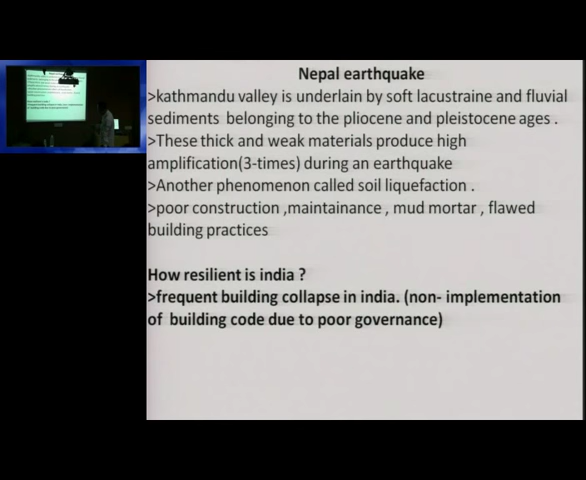 Nepal earthquake
>kathmandu valley is underlain by soft lacustraine and fluvial
sediments belonging to the pliocene and pleistocene ages .
>These thick and weak materials produce high
amplification(3-times) during an earthquake
>Another phenomenon called soil liquefaction .
>poor construction ,maintainance , mud mortar , flawed
building practices
How resilient is india ?
>frequent building collapse in india. (non- implementation
of building code due to poor governance)